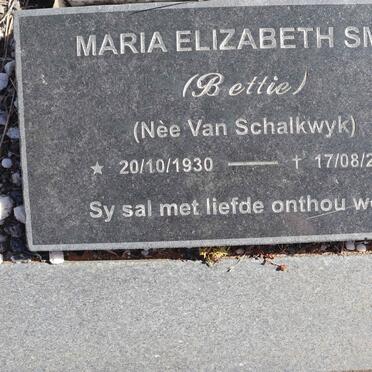 MARIA ELIZABETH SM
(Bettie)
(Nèe Van Schalkwyk)
★ 20/10/1930 —— † 17/08/2
Sy sal met liefde onthou w